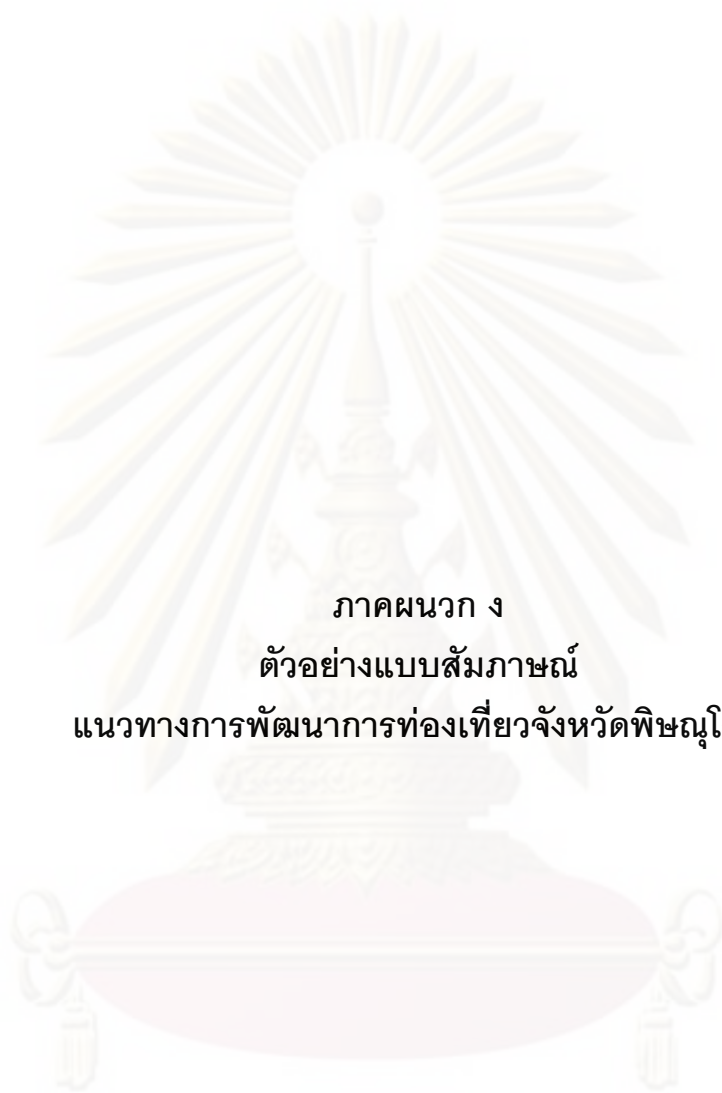 ภาคผนวก ง
ตัวอย่างแบบสัมภาษณ์
แนวทางการพัฒนาการท่องเที่ยวจังหวัดพิษณุโ